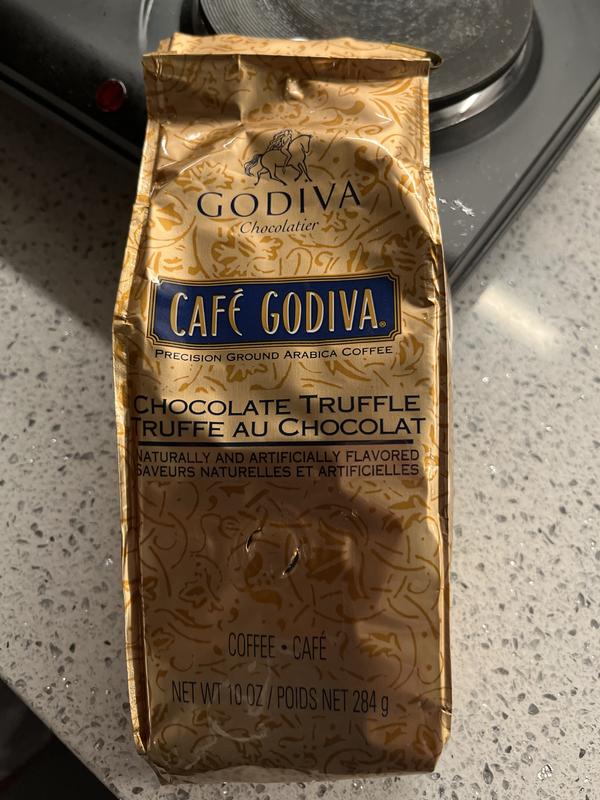 GODIVA
Chocolatier
CAFÉ GODIVA®
PRECISION GROUND ARABICA COFFEE
CHOCOLATE TRUFFLE
TRUFFE AU CHOCOLAT
NATURALLY AND ARTIFICIALLY FLAVORED
SAVEURS NATURELLES ET ARTIFICIELLES
COFFEE • CAFÉ
NET WT 10 OZ / POIDS NET 284 g